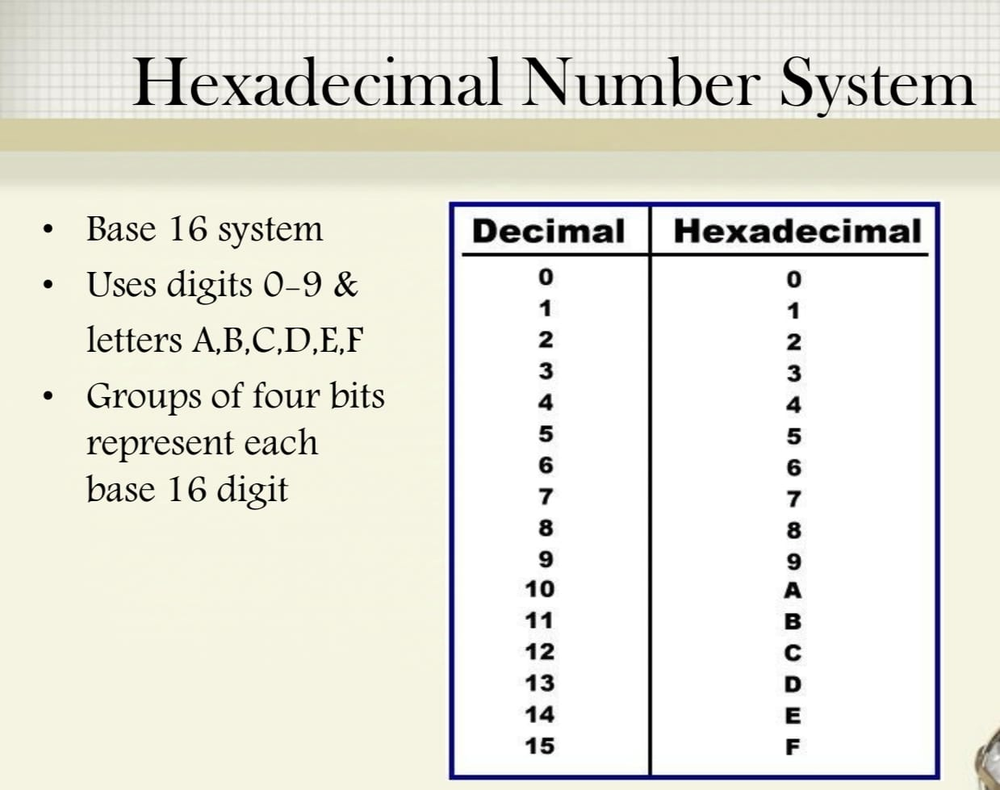 Hexadecimal Number System
• Base 16 system
• Uses digits 0-9 &
letters A,B,C,D,E,F
• Groups of four bits
represent each
base 16 digit
Decimal Hexadecimal
0 0
1 1
2 2
3 3
4 4
5 5
6 6
7 7
8 8
9 9
10 A
11 B
12 C
13 D
14 E
15 F